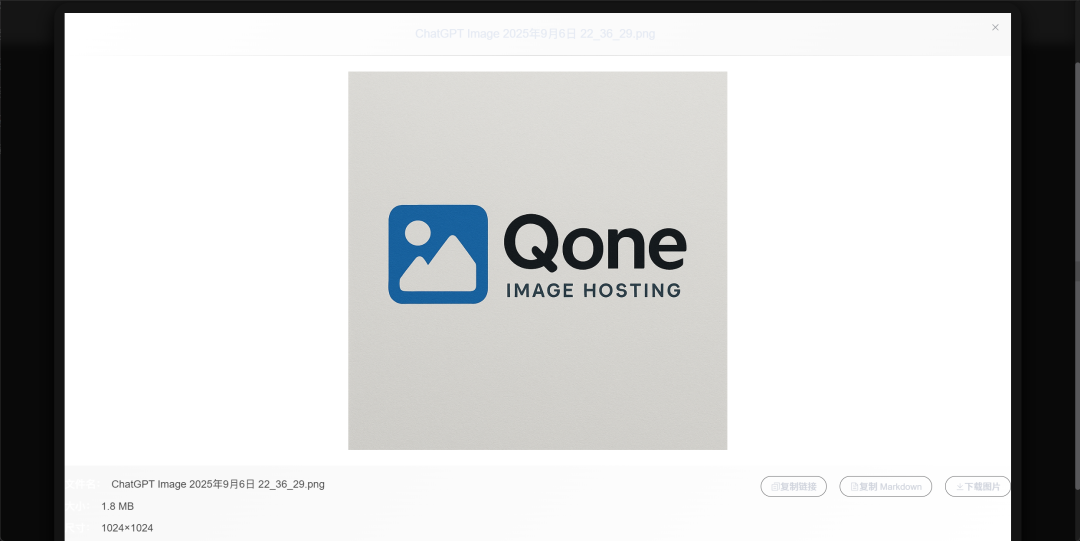 ChatGPT Image 2025年9月6日 22_36_29.png
Qone
IMAGE HOSTING
文件名: ChatGPT Image 2025年9月6日 22_36_29.png
大小: 1.8 MB
尺寸: 1024×1024
复制链接
复制 Markdown
下载图片